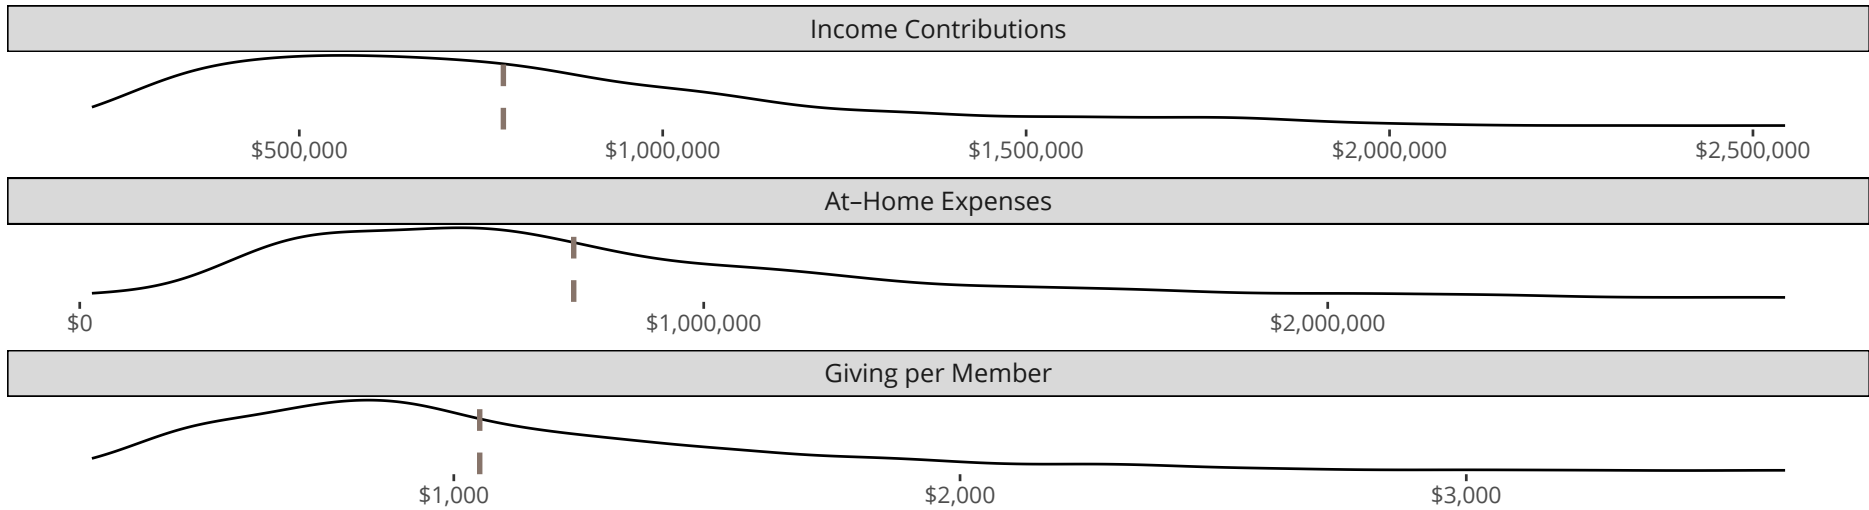 Income Contributions
$500,000 $1,000,000 $1,500,000 $2,000,000 $2,500,000
At–Home Expenses
$0 $1,000,000 $2,000,000
Giving per Member
$1,000 $2,000 $3,000